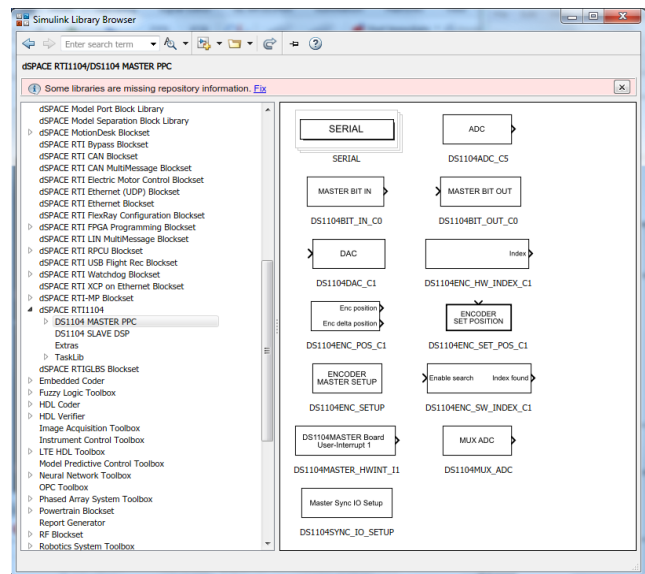 Simulink Library Browser
Enter search term
dSPACE RTI1104/DS1104 MASTER PPC
Some libraries are missing repository information. Fix
dSPACE Model Port Block Library
dSPACE Model Separation Block Library
dSPACE MotionDesk Blockset
dSPACE RTI Bypass Blockset
dSPACE RTI CAN Blockset
dSPACE RTI CAN MultiMessage Blockset
dSPACE RTI Electric Motor Control Blockset
dSPACE RTI Ethernet (UDP) Blockset
dSPACE RTI Ethernet Blockset
dSPACE RTI FlexRay Configuration Blockset
dSPACE RTI FPGA Programming Blockset
dSPACE RTI LIN MultiMessage Blockset
dSPACE RTI RPCU Blockset
dSPACE RTI USB Flight Rec Blockset
dSPACE RTI Watchdog Blockset
dSPACE RTI XCP on Ethernet Blockset
dSPACE RTI-MP Blockset
dSPACE RTI1104
DS1104 MASTER PPC
DS1104 SLAVE DSP
Extras
TaskLib
dSPACE RTIGLBS Blockset
Embedded Coder
Fuzzy Logic Toolbox
HDL Coder
HDL Verifier
Image Acquisition Toolbox
Instrument Control Toolbox
LTE HDL Toolbox
Model Predictive Control Toolbox
Neural Network Toolbox
OPC Toolbox
Phased Array System Toolbox
Powertrain Blockset
Report Generator
RF Blockset
Robotics System Toolbox
SERIAL
ADC
SERIAL
DS1104ADC_C5
MASTER BIT IN
MASTER BIT OUT
DS1104BIT_IN_C0
DS1104BIT_OUT_C0
DAC
Index
DS1104DAC_C1
DS1104ENC_HW_INDEX_C1
Enc position
Enc delta position
ENCODER
SET POSITION
DS1104ENC_POS_C1
DS1104ENC_SET_POS_C1
ENCODER
MASTER SETUP
Enable search
Index found
DS1104ENC_SETUP
DS1104ENC_SW_INDEX_C1
DS1104MASTER Board
User-Interrupt 1
MUX ADC
DS1104MASTER_HWINT_I1
DS1104MUX_ADC
Master Sync IO Setup
DS1104SYNC_IO_SETUP